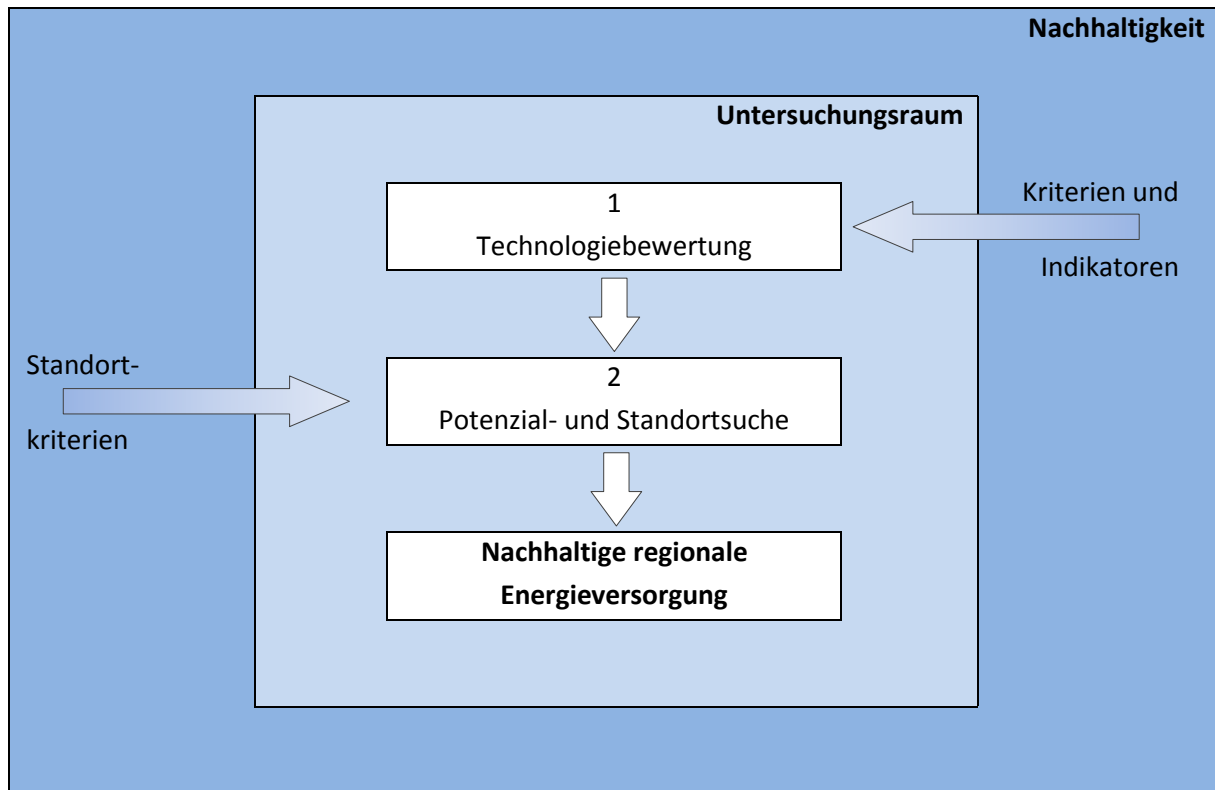 Nachhaltigkeit
Untersuchungsraum
1
Technologiebewertung
Kriterien und
Indikatoren
Standort-
kriterien
2
Potenzial- und Standortsuche
Nachhaltige regionale
Energieversorgung